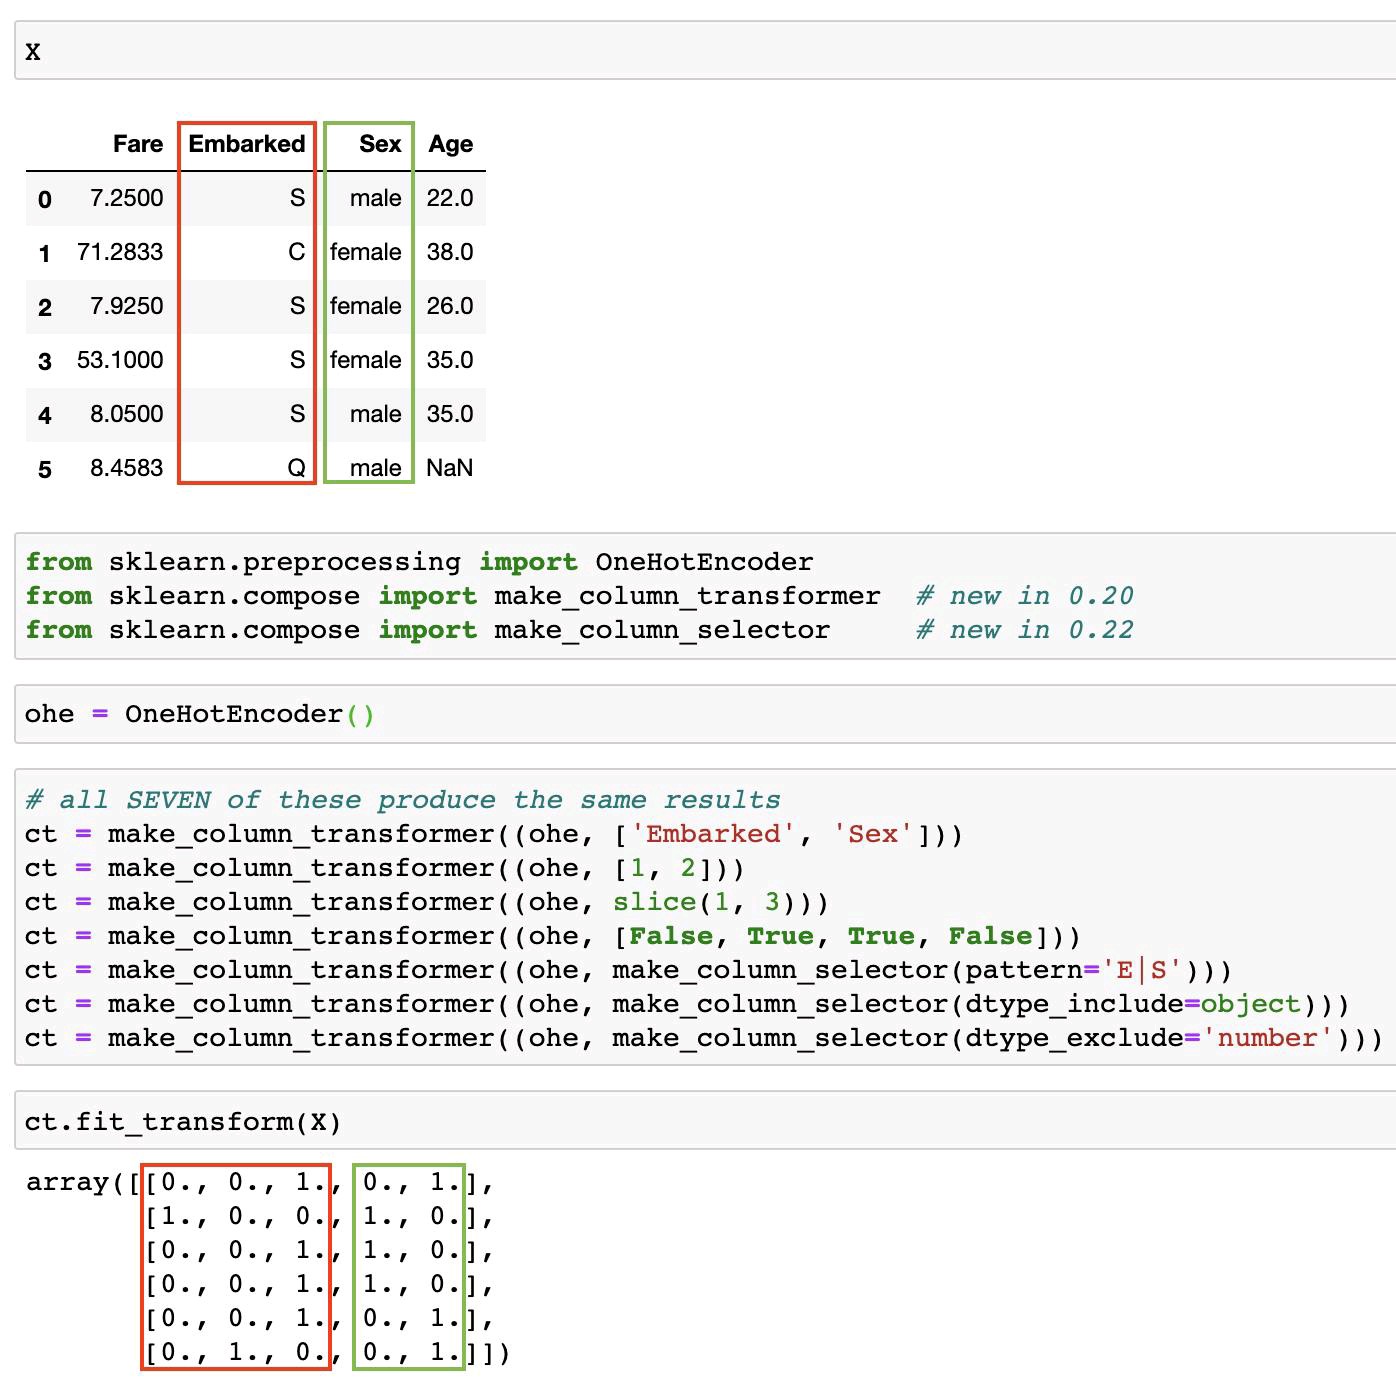 X
Fare Embarked Sex Age
0 7.2500 S male 22.0
1 71.2833 C female 38.0
2 7.9250 S female 26.0
3 53.1000 S female 35.0
4 8.0500 S male 35.0
5 8.4583 Q male NaN
from sklearn.preprocessing import OneHotEncoder
from sklearn.compose import make_column_transformer  # new in 0.20
from sklearn.compose import make_column_selector     # new in 0.22
ohe = OneHotEncoder()
# all SEVEN of these produce the same results
ct = make_column_transformer((ohe, ['Embarked', 'Sex']))
ct = make_column_transformer((ohe, [1, 2]))
ct = make_column_transformer((ohe, slice(1, 3)))
ct = make_column_transformer((ohe, [False, True, True, False]))
ct = make_column_transformer((ohe, make_column_selector(pattern='E|S')))
ct = make_column_transformer((ohe, make_column_selector(dtype_include=object)))
ct = make_column_transformer((ohe, make_column_selector(dtype_exclude='number')))
ct.fit_transform(X)
array([[0., 0., 1., 0., 1.],
[1., 0., 0., 1., 0.],
[0., 0., 1., 1., 0.],
[0., 0., 1., 1., 0.],
[0., 0., 1., 0., 1.],
[0., 1., 0., 0., 1.]])